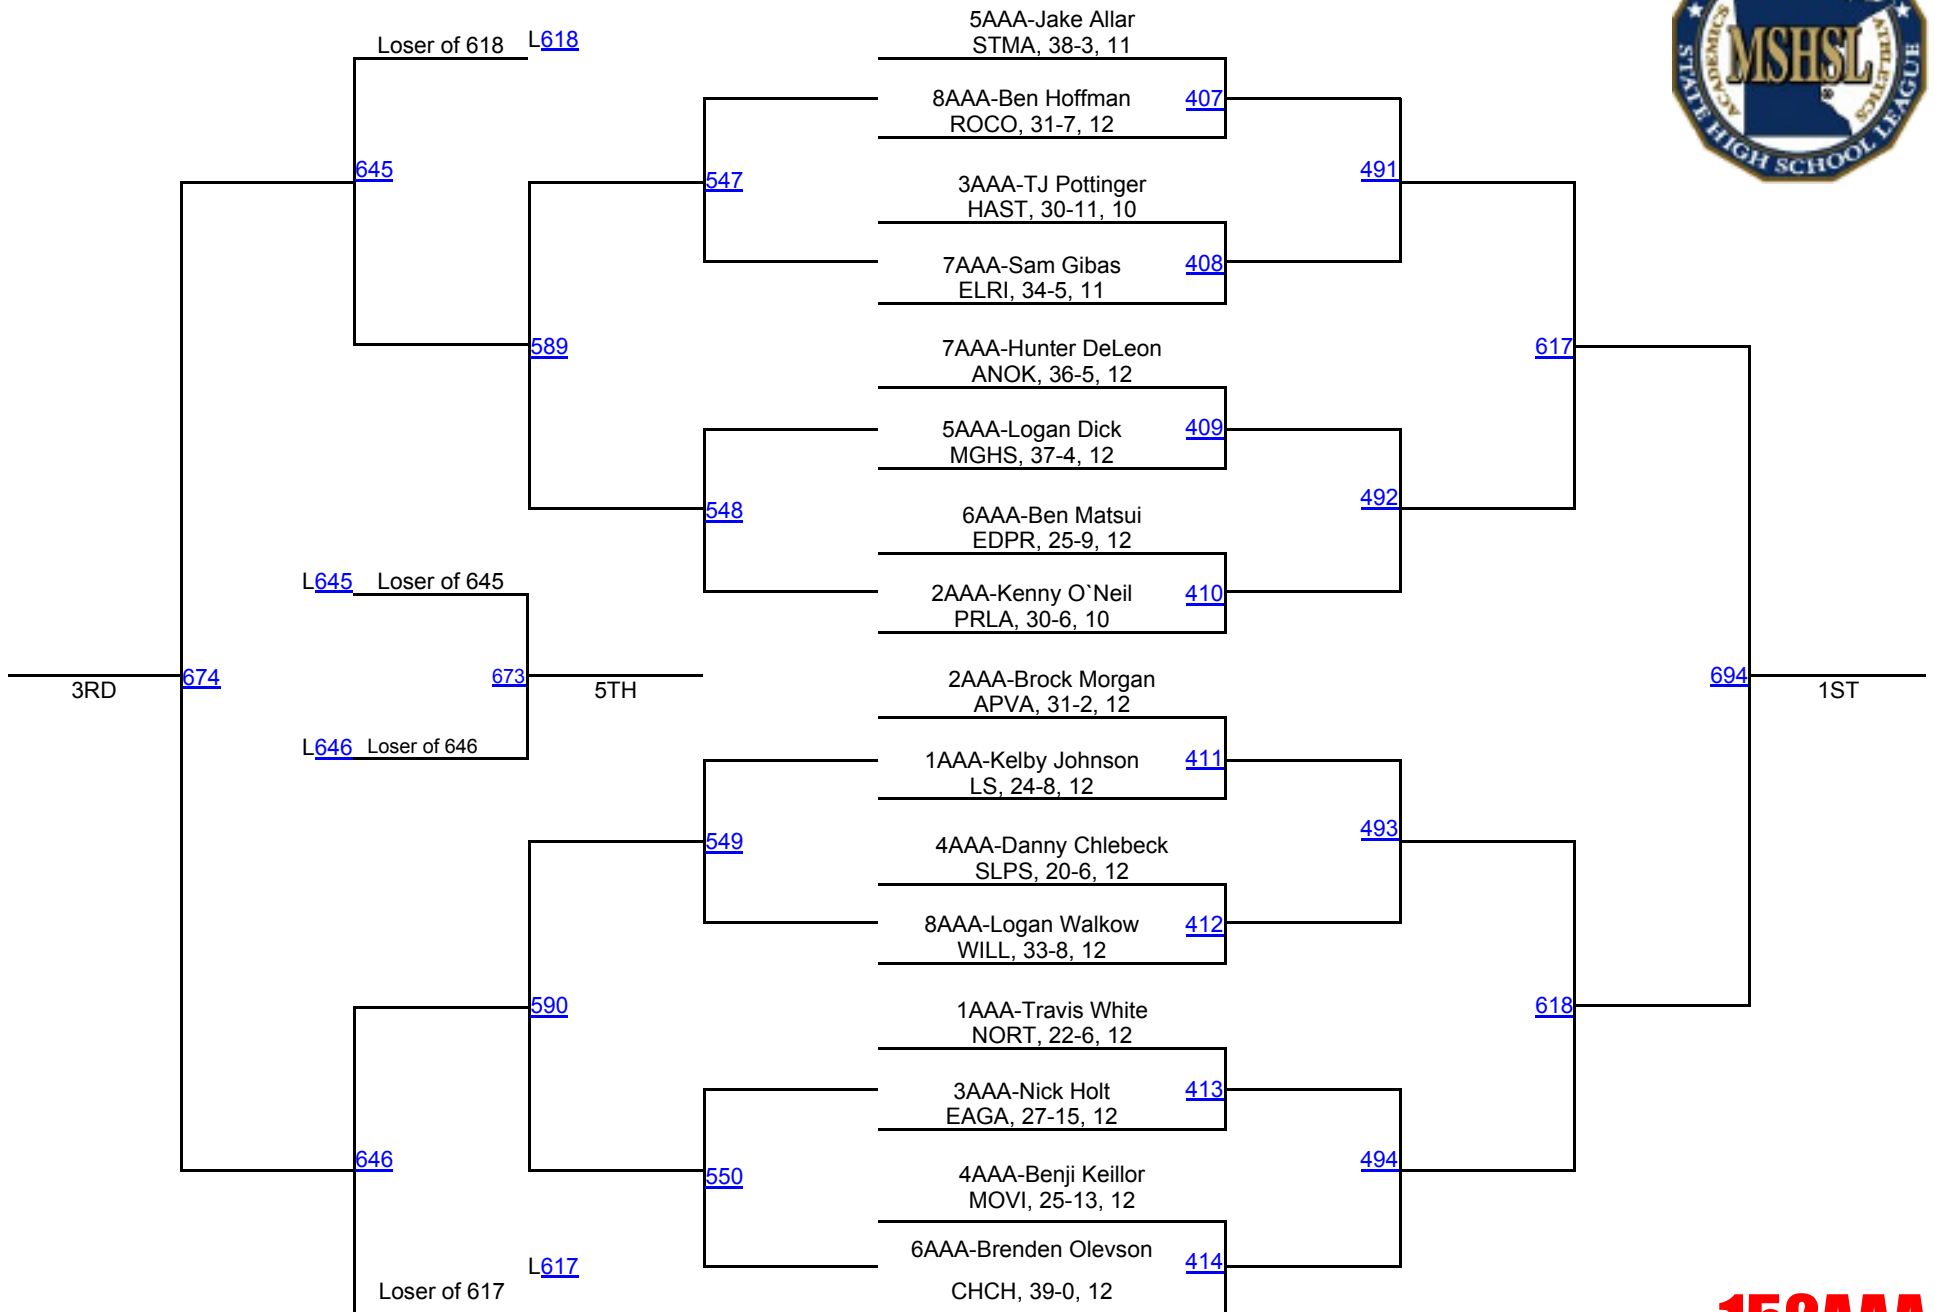 5AAA-Jake Allar
STMA, 38-3, 11
Loser of 618 L618
8AAA-Ben Hoffman 407
ROCO, 31-7, 12
ACADEMICS
ATHLETICS
MSHSL
®
STATE HIGH SCHOOL LEAGUE
645
547
3AAA-TJ Pottinger
HAST, 30-11, 10
491
7AAA-Sam Gibas 408
ELRI, 34-5, 11
589
7AAA-Hunter DeLeon
ANOK, 36-5, 12
617
5AAA-Logan Dick 409
MGHS, 37-4, 12
548
6AAA-Ben Matsui
EDPR, 25-9, 12
492
L645 Loser of 645
2AAA-Kenny O`Neil 410
PRLA, 30-6, 10
3RD
674
673
5TH
2AAA-Brock Morgan
APVA, 31-2, 12
694
1ST
L646 Loser of 646
1AAA-Kelby Johnson 411
LS, 24-8, 12
549
4AAA-Danny Chlebeck
SLPS, 20-6, 12
493
8AAA-Logan Walkow 412
WILL, 33-8, 12
590
1AAA-Travis White
NORT, 22-6, 12
618
3AAA-Nick Holt 413
EAGA, 27-15, 12
646
550
4AAA-Benji Keillor
MOVI, 25-13, 12
494
6AAA-Brenden Olevson 414
CHCH, 39-0, 12
L617
Loser of 617